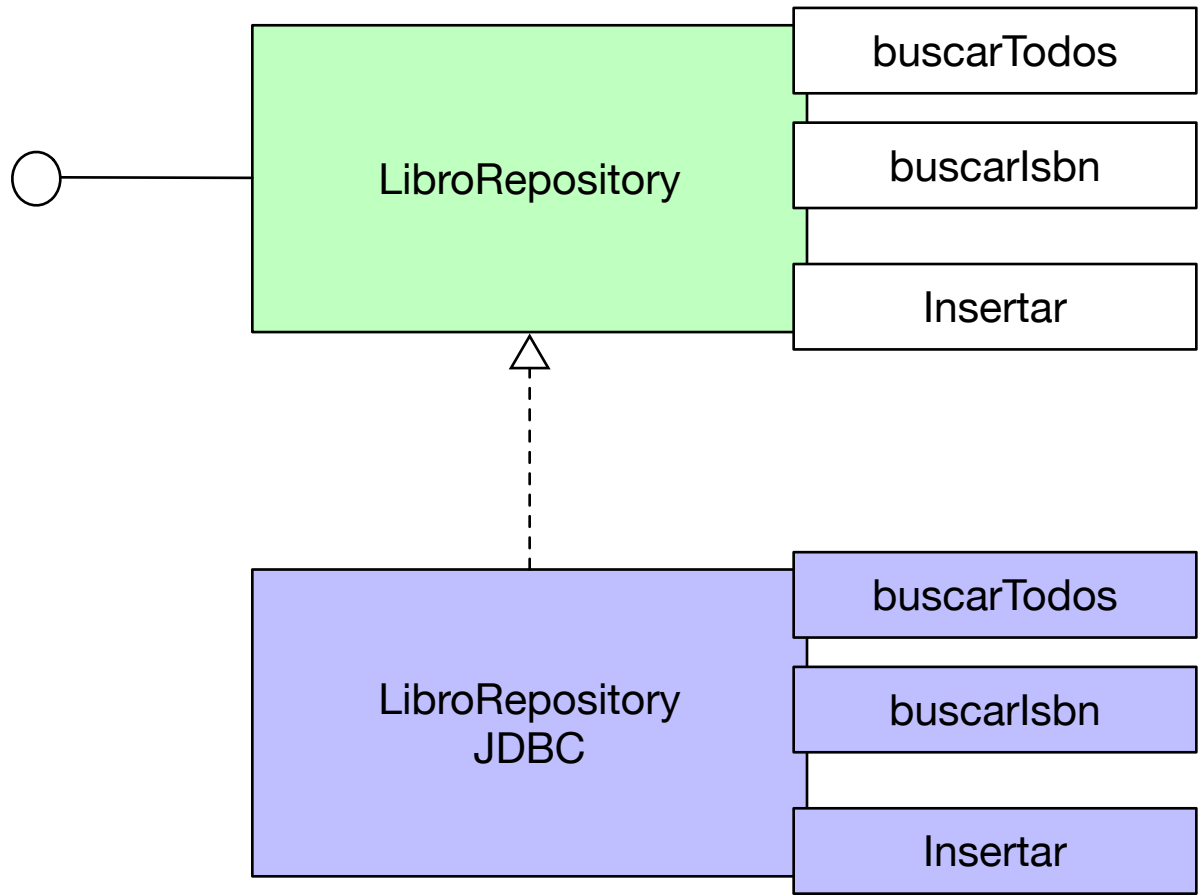 buscarTodos
LibroRepository
buscarIsbn
Insertar
buscarTodos
LibroRepository
JDBC
buscarIsbn
Insertar